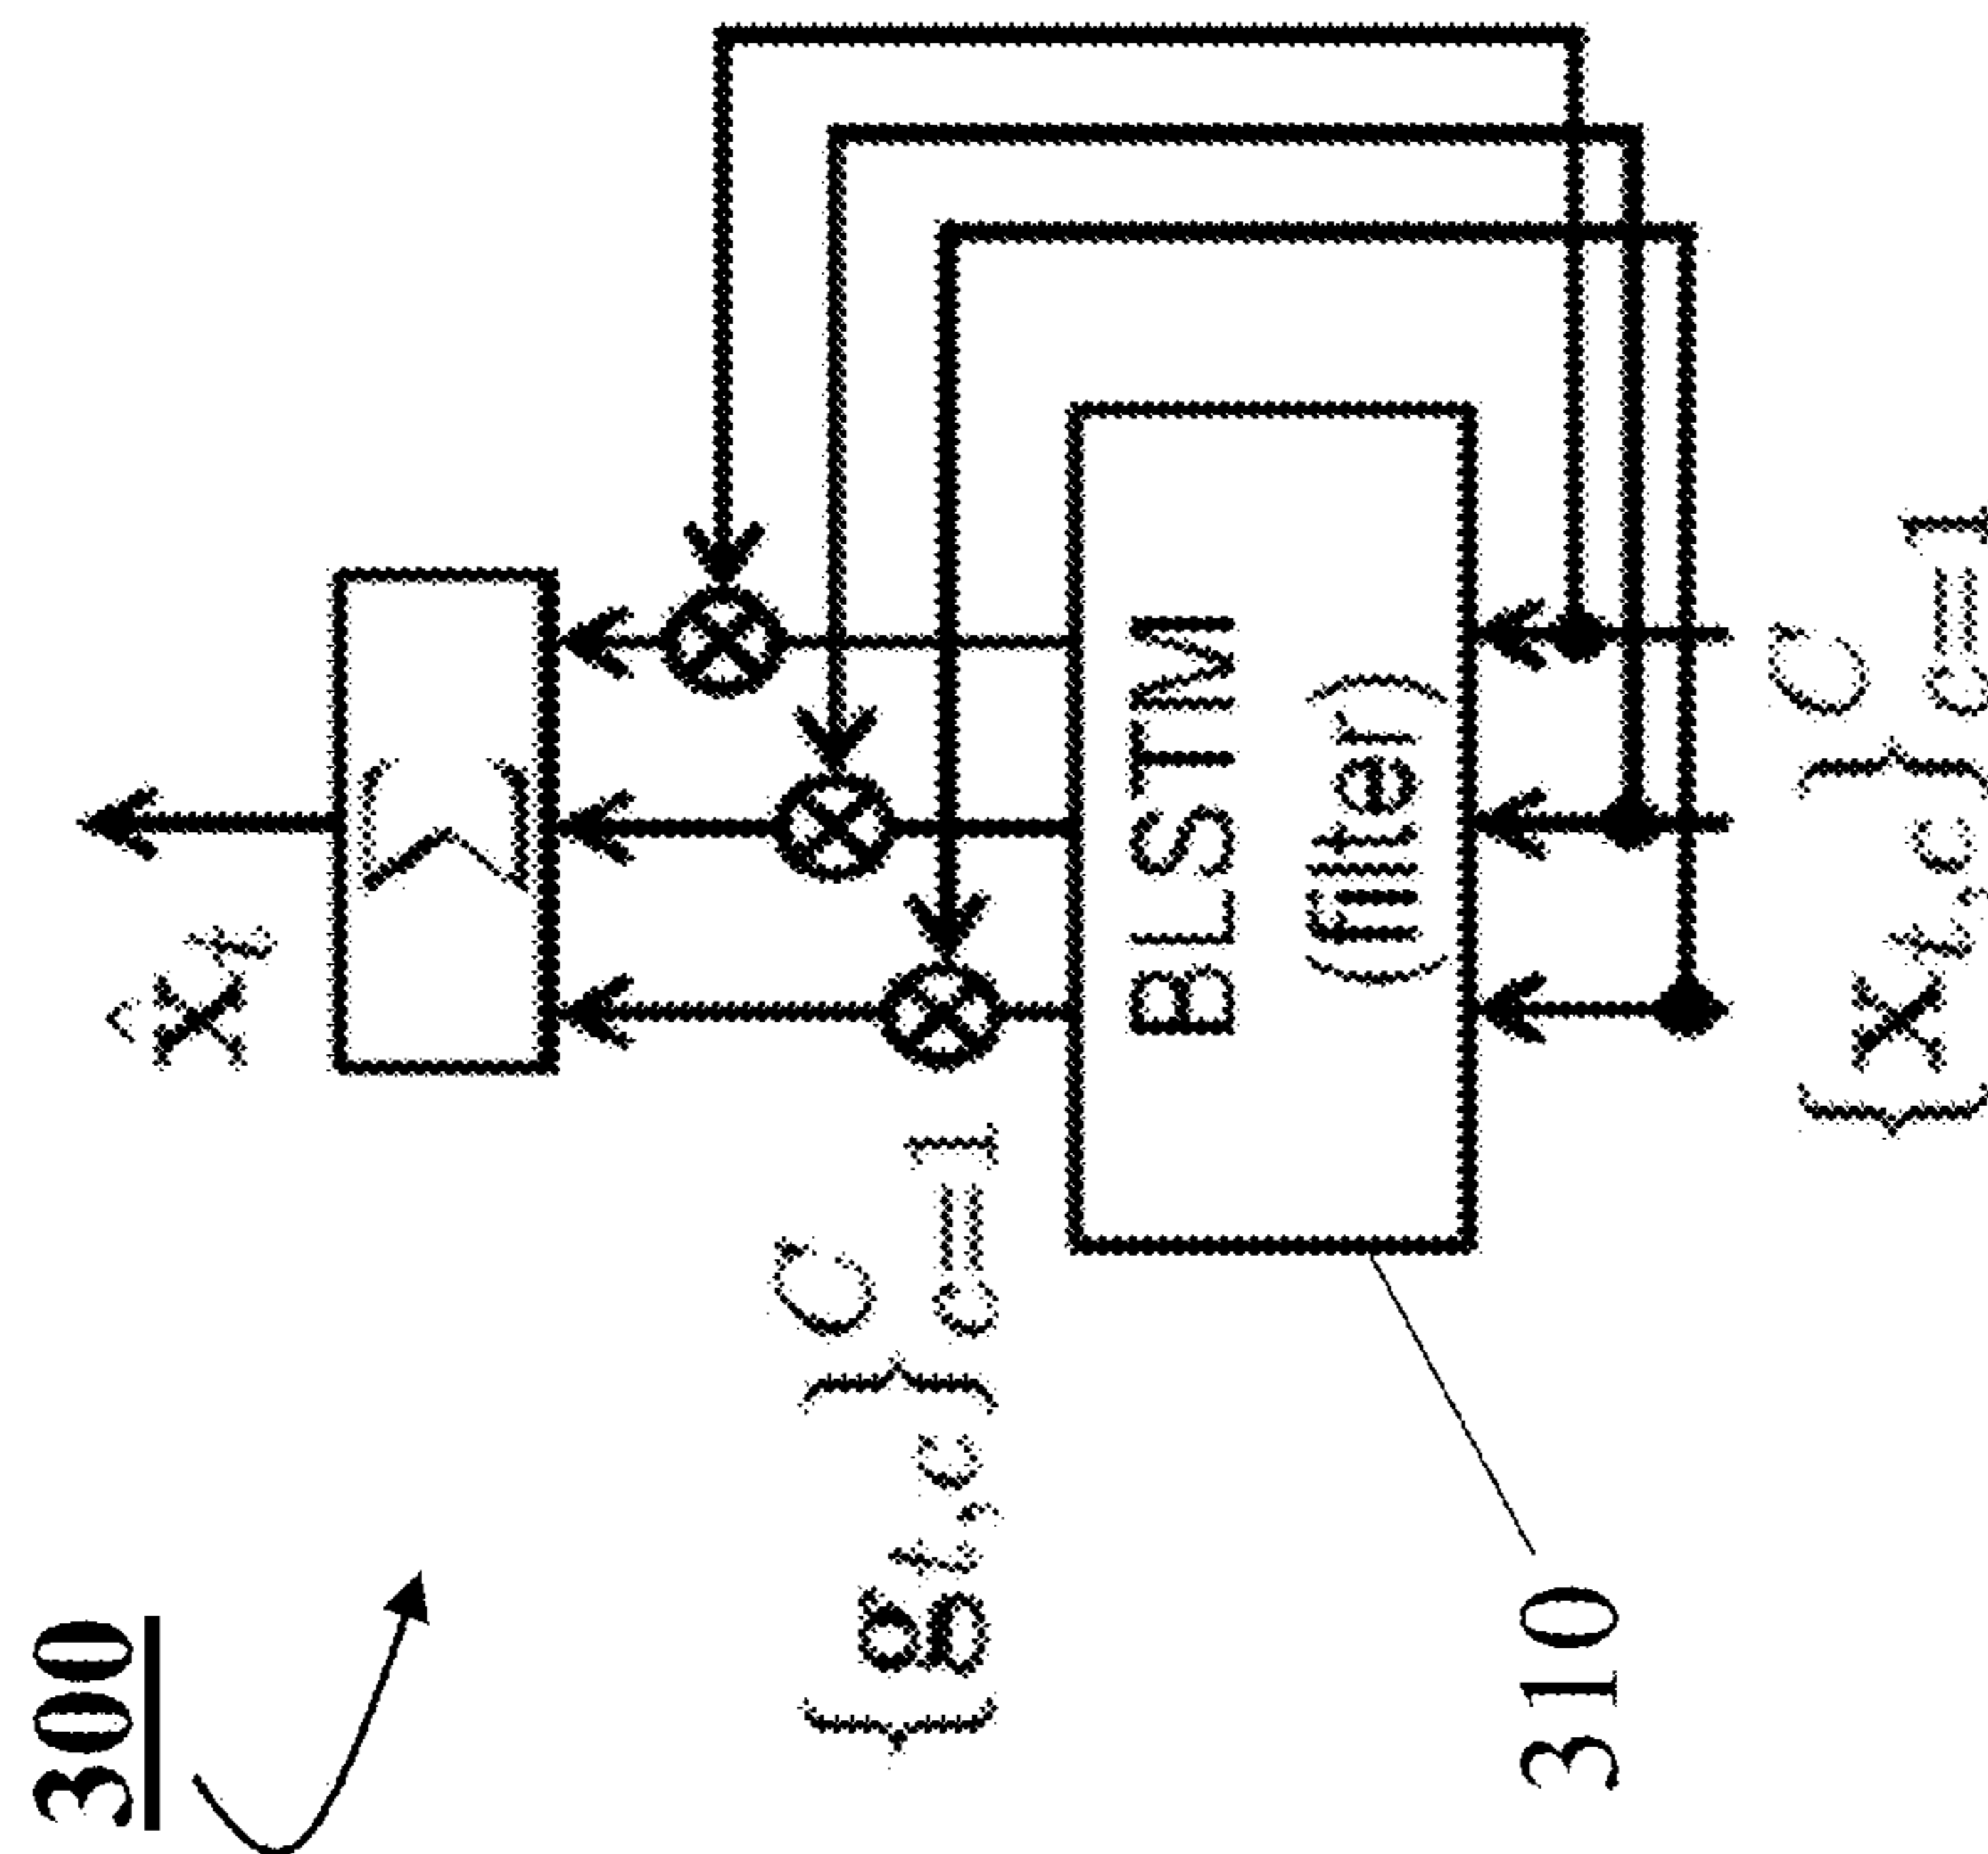 300
x̂_t
Σ
{g_{t,c}}_{c=1}^C
BLSTM
(filter)
310
{x_{t,c}}_{c=1}^C